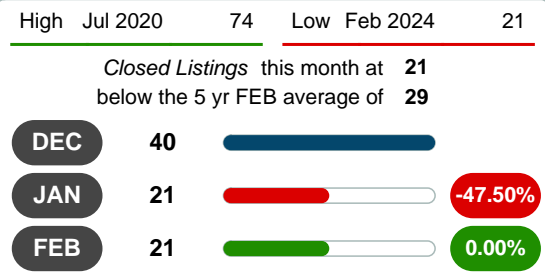 High Jul 2020 74 Low Feb 2024 21
Closed Listings this month at 21
below the 5 yr FEB average of 29
DEC 40
JAN 21 -47.50%
FEB 21 0.00%